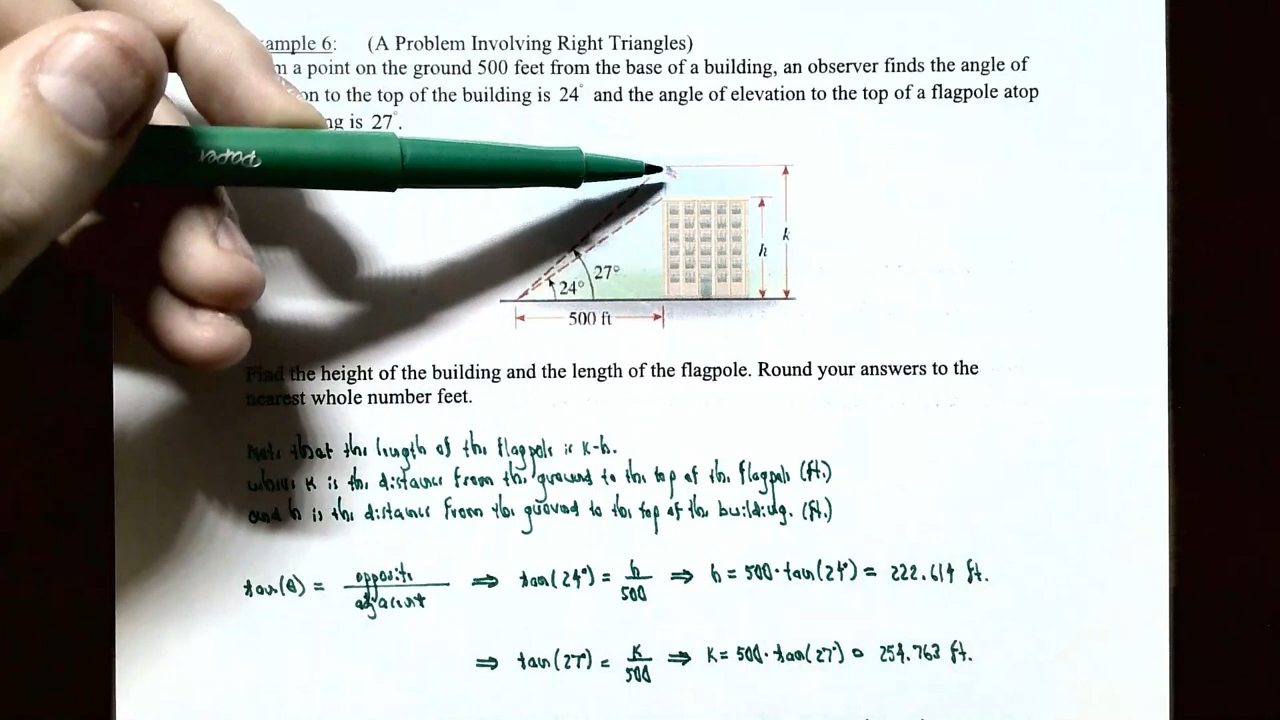 ample 6: (A Problem Involving Right Triangles)
a point on the ground 500 feet from the base of a building, an observer finds the angle of
on to the top of the building is 24° and the angle of elevation to the top of a flagpole atop
ng is 27°.
k
h
27°
24°
500 ft
Find the height of the building and the length of the flagpole. Round your answers to the
nearest whole number feet.
Note that the length of the flagpole is k-h.
where k is the distance from the ground to the top of the flagpole (ft.)
and h is the distance from the ground to the top of the building. (ft.)
tan(θ) = opposite/adjacent ⇒ tan(24°) = h/500 ⇒ h = 500·tan(24°) = 222.614 ft.
⇒ tan(27°) = k/500 ⇒ k = 500·tan(27°) = 254.763 ft.